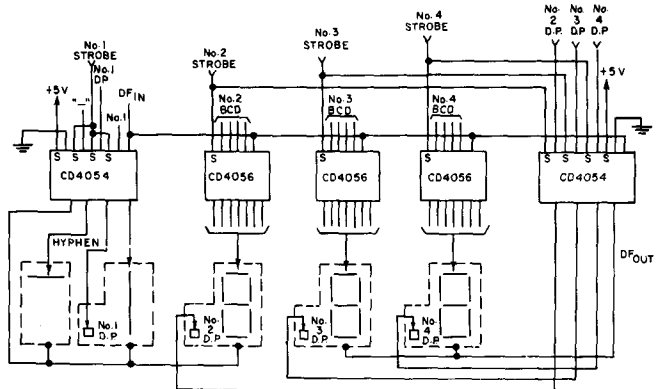 No.1
STROBE
No.1
DP
DF IN
+5V
"–"
No.1
No.2
STROBE
No.2
BCD
No.3
STROBE
No.3
BCD
No.4
STROBE
No.4
BCD
No.
2
D.P.
No.
3
D.P.
No.
4
D.P.
+5V
S S S S
CD4054
S
CD4056
S
CD4056
S
CD4056
S S S S
CD4054
HYPHEN
DF OUT
No.1
D.P.
No.
2
D.P.
No.
3
D.P.
No.
4
D.P.